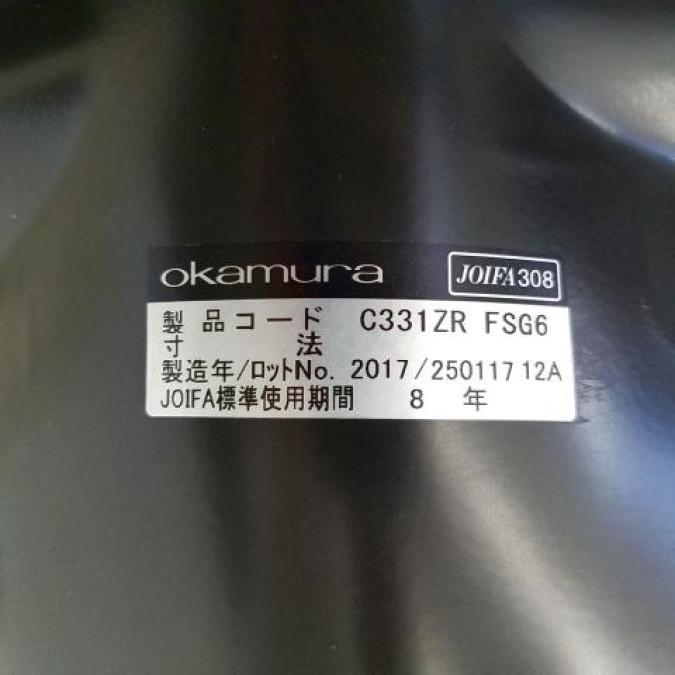 okamura
JOIFA308
製品コード C331ZR FSG6
寸法
製造年/ロットNo. 2017/250117 12A
JOIFA標準使用期間 8 年